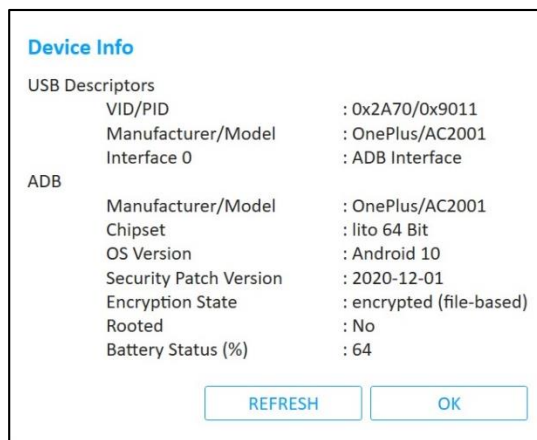 Device Info
USB Descriptors
VID/PID : 0x2A70/0x9011
Manufacturer/Model : OnePlus/AC2001
Interface 0 : ADB Interface
ADB
Manufacturer/Model : OnePlus/AC2001
Chipset : lito 64 Bit
OS Version : Android 10
Security Patch Version : 2020-12-01
Encryption State : encrypted (file-based)
Rooted : No
Battery Status (%) : 64
REFRESH OK